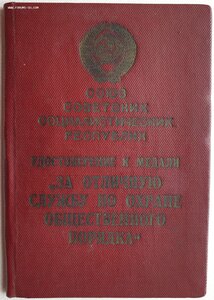 СОЮЗ
СОВЕТСКИХ
СОЦИАЛИСТИЧЕСКИХ
РЕСПУБЛИК
УДОСТОВЕРЕНИЕ К МЕДАЛИ
„ЗА ОТЛИЧНУЮ
СЛУЖБУ ПО ОХРАНЕ
ОБЩЕСТВЕННОГО
ПОРЯДКА“